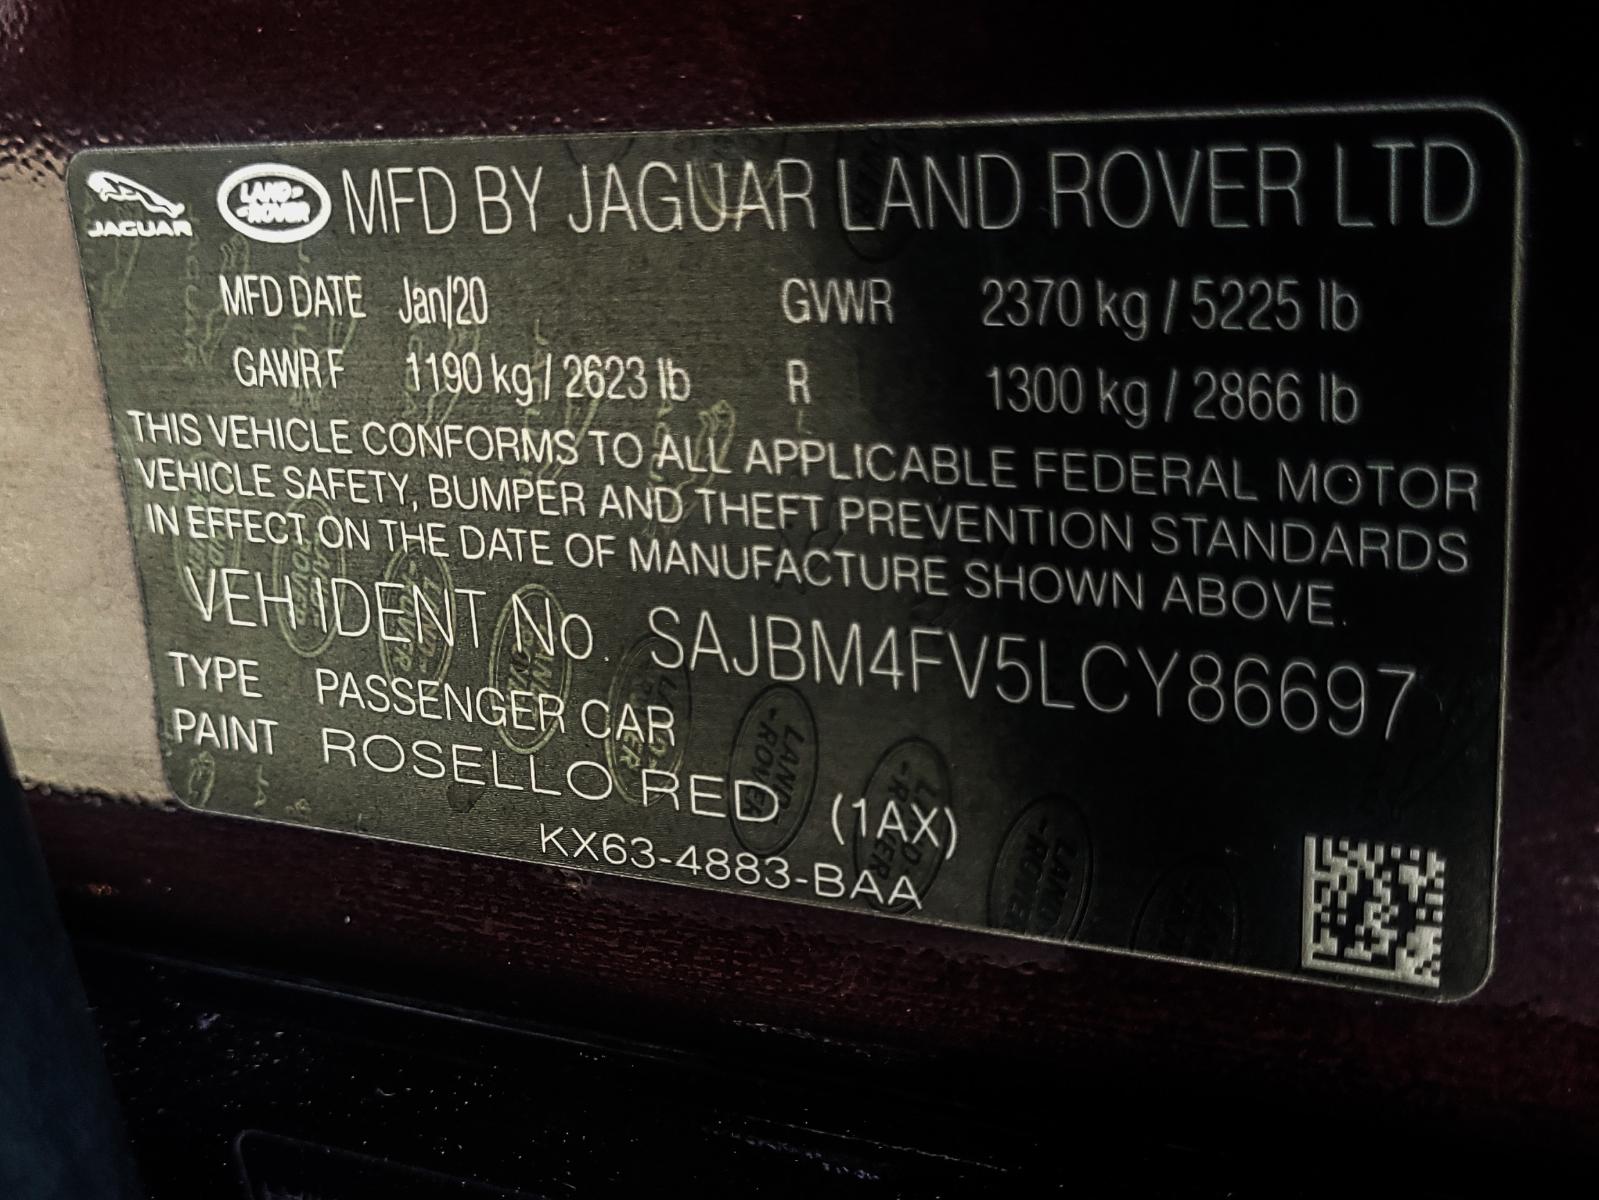 JAGUAR LAND-ROVER MFD BY JAGUAR LAND ROVER LTD
MFD DATE Jan/20 GVWR 2370 kg / 5225 lb
GAWR F 1190 kg / 2623 lb R 1300 kg / 2866 lb
THIS VEHICLE CONFORMS TO ALL APPLICABLE FEDERAL MOTOR
VEHICLE SAFETY, BUMPER AND THEFT PREVENTION STANDARDS
IN EFFECT ON THE DATE OF MANUFACTURE SHOWN ABOVE.
VEH IDENT No. SAJBM4FV5LCY86697
TYPE PASSENGER CAR
PAINT ROSELLO RED (1AX)
KX63-4883-BAA